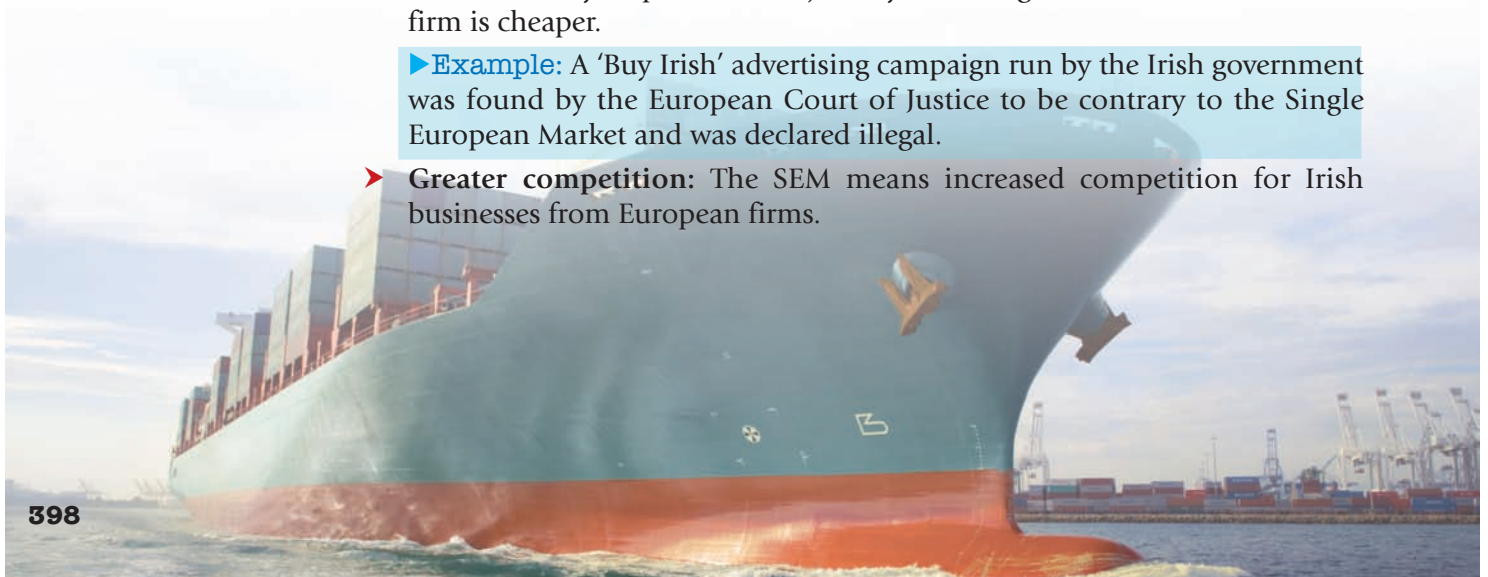 firm is cheaper.
▶Example: A ‘Buy Irish’ advertising campaign run by the Irish government
was found by the European Court of Justice to be contrary to the Single
European Market and was declared illegal.
➤ Greater competition: The SEM means increased competition for Irish
businesses from European firms.
398